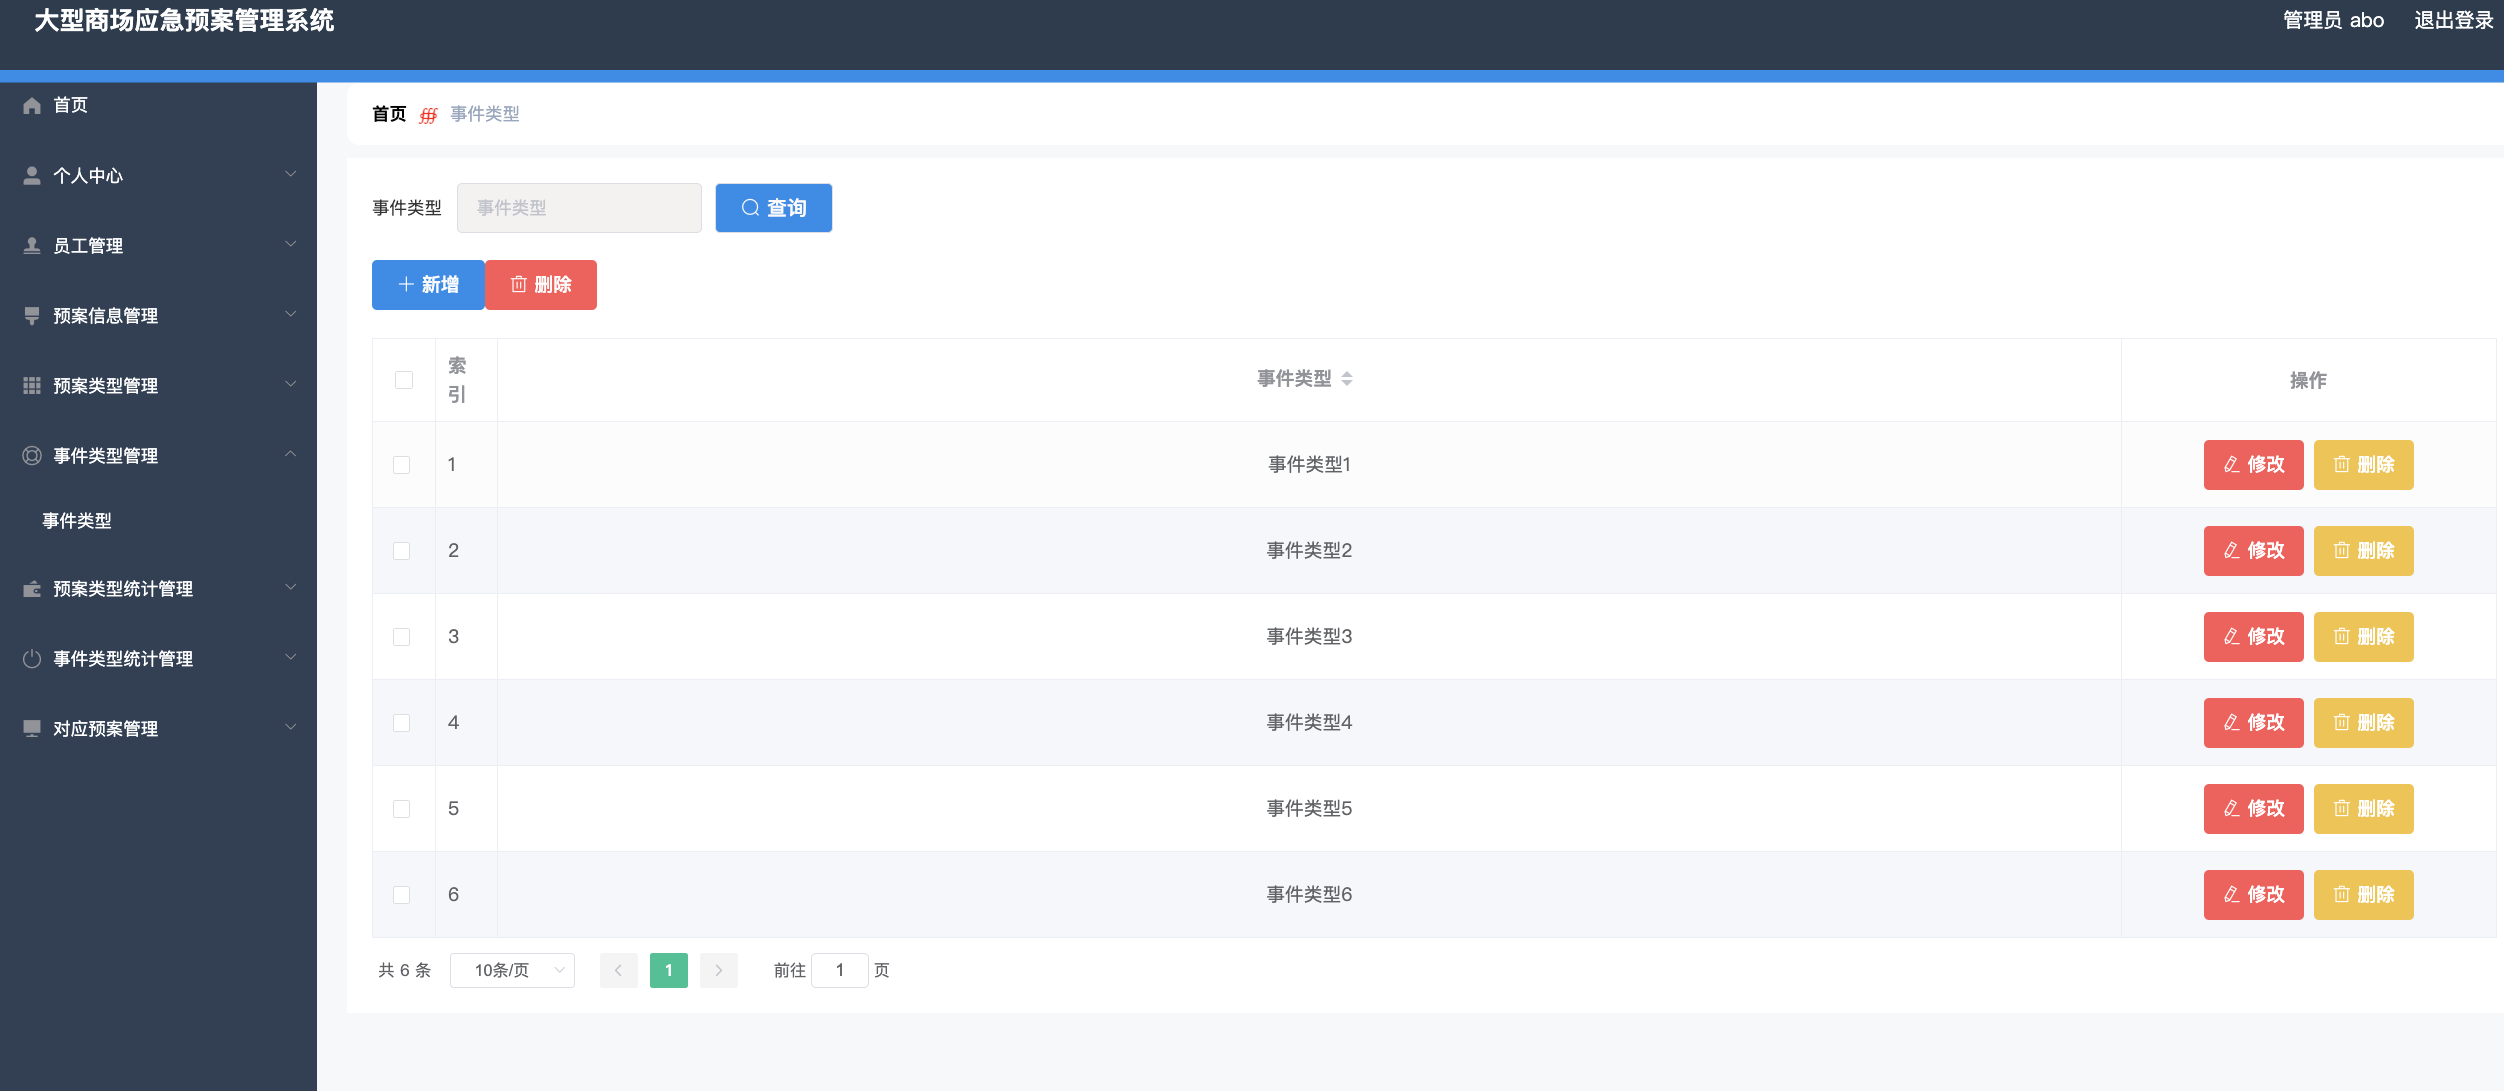 大型商场应急预案管理系统
管理员 abo 退出登录
首页
个人中心
员工管理
预案信息管理
预案类型管理
事件类型管理
事件类型
预案类型统计管理
事件类型统计管理
对应预案管理
首页 事件类型
事件类型 事件类型 查询
新增 删除
索引 事件类型 操作
1 事件类型1 修改 删除
2 事件类型2 修改 删除
3 事件类型3 修改 删除
4 事件类型4 修改 删除
5 事件类型5 修改 删除
6 事件类型6 修改 删除
共 6 条 10条/页 1 前往 1 页